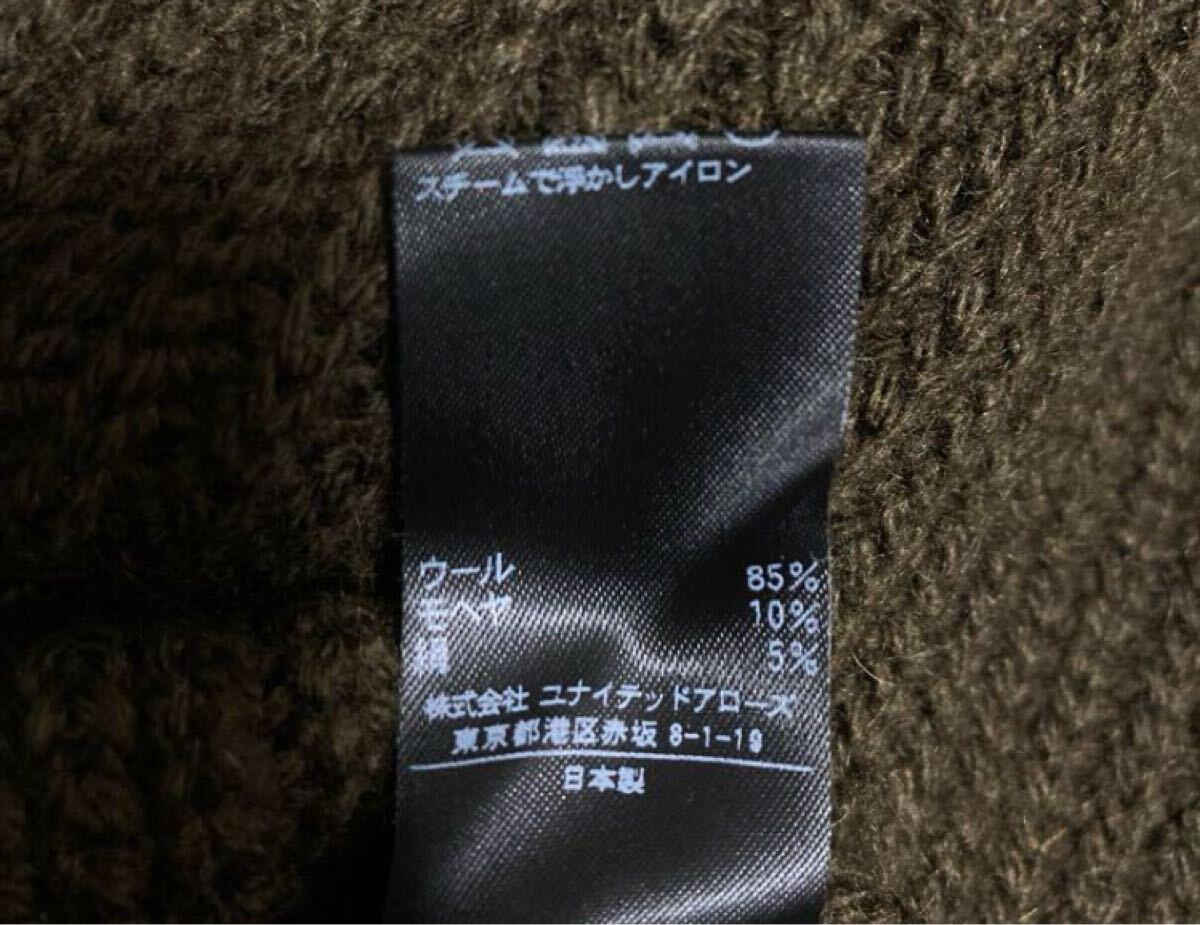 スチームで浮かしアイロン
ウール 85%
モヘヤ 10%
絹 5%
株式会社 ユナイテッドアローズ
東京都港区赤坂 8-1-19
日本製